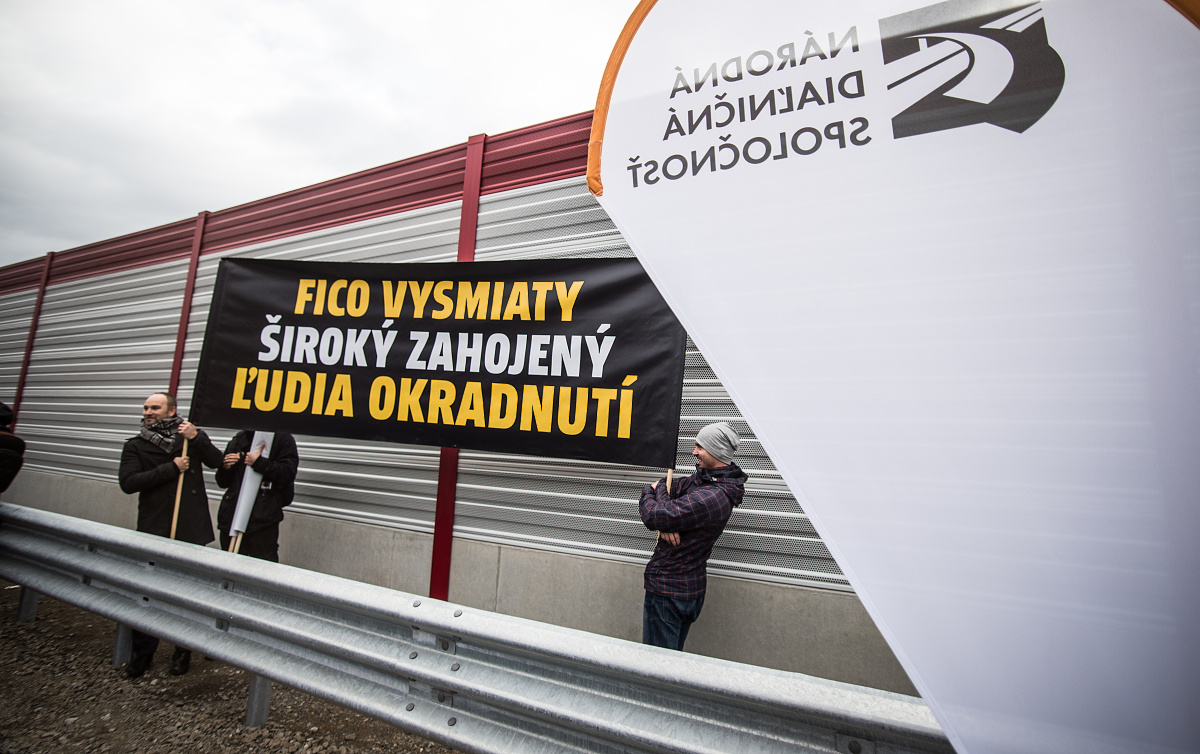 NÁRODNÁ
DIAĽNIČNÁ
SPOLOČNOSŤ
FICO VYSMIATY
ŠIROKÝ ZAHOJENÝ
ĽUDIA OKRADNUTÍ